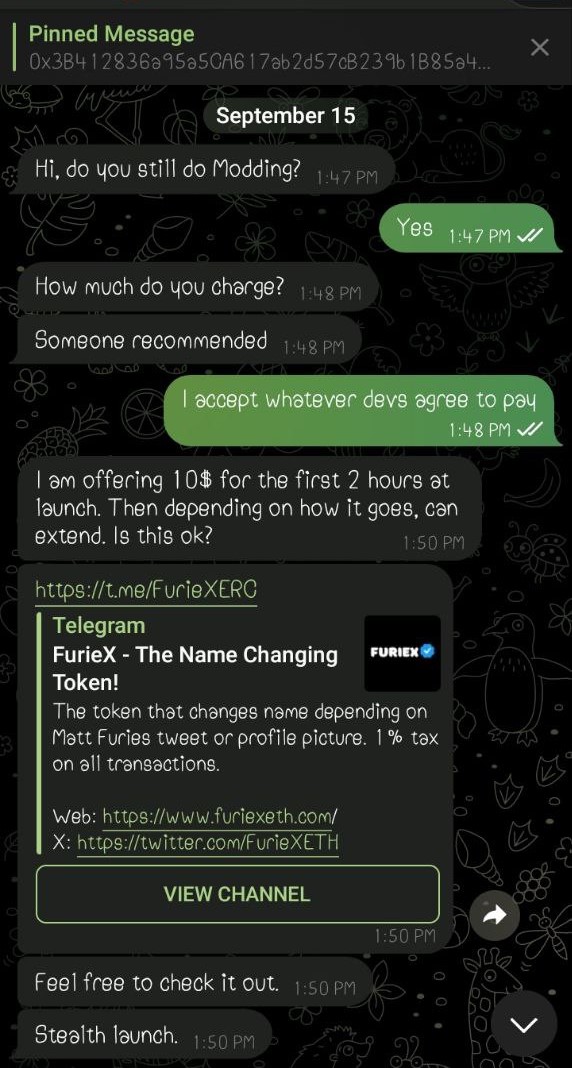 Pinned Message
0x3B412836a95a5CA617ab2d57cB239b1B85a4...
September 15
Hi, do you still do Modding? 1:47 PM
Yes 1:47 PM
How much do you charge? 1:48 PM
Someone recommended 1:48 PM
I accept whatever devs agree to pay
1:48 PM
I am offering 10$ for the first 2 hours at
launch. Then depending on how it goes, can
extend. Is this ok? 1:50 PM
https://t.me/FurieXERC
Telegram
FurieX - The Name Changing
Token!
FURIEX
The token that changes name depending on
Matt Furies tweet or profile picture. 1% tax
on all transactions.
Web: https://www.furiexeth.com/
X: https://twitter.com/FurieXETH
VIEW CHANNEL
1:50 PM
Feel free to check it out. 1:50 PM
Stealth launch. 1:50 PM